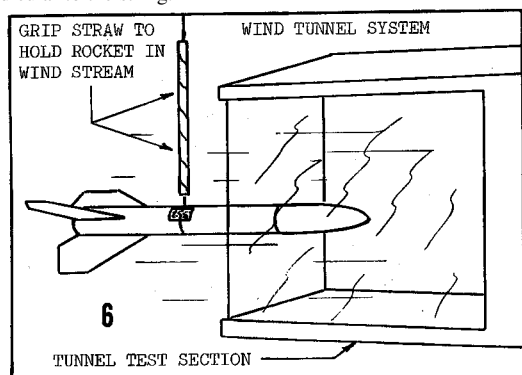 GRIP STRAW TO
HOLD ROCKET IN
WIND STREAM
WIND TUNNEL SYSTEM
6
TUNNEL TEST SECTION